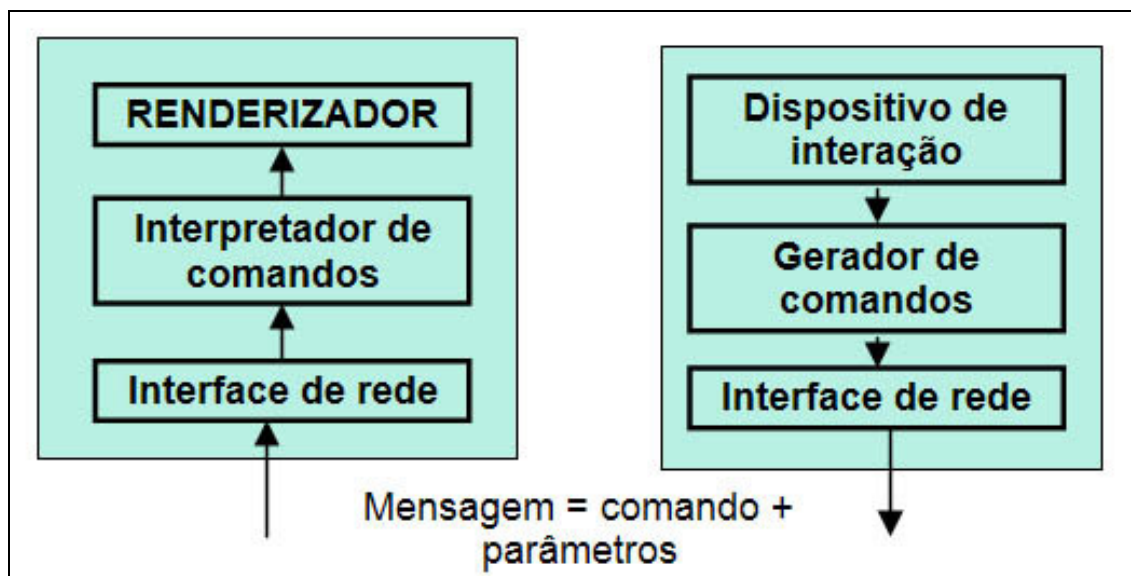 RENDERIZADOR
Interpretador de
comandos
Interface de rede
Dispositivo de
interação
Gerador de
comandos
Interface de rede
Mensagem = comando +
parâmetros